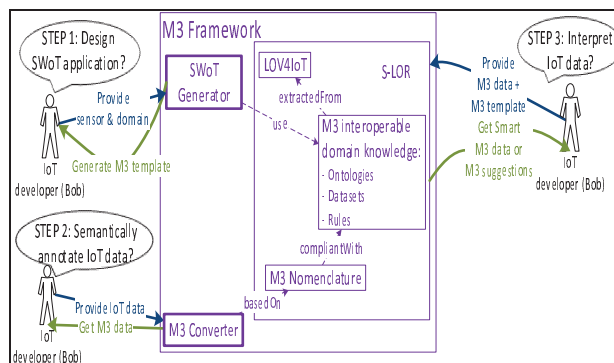 M3 Framework
STEP 1: Design
SWoT application?
Provide
sensor & domain
Generate M3 template
IoT
developer (Bob)
SWoT
Generator
use
LOV4IoT
S-LOR
extractedFrom
M3 interoperable
domain knowledge:
- Ontologies
- Datasets
- Rules
compliantWith
M3 Nomenclature
basedOn
M3 Converter
STEP 2: Semantically
annotate IoT data?
Provide IoT data
Get M3 data
IoT
developer (Bob)
STEP 3: Interpret
IoT data?
Provide
M3 data +
M3 template
Get Smart
M3 data or
M3 suggestions
IoT
developer (Bob)